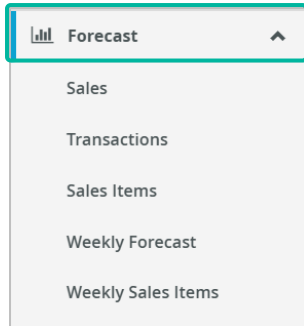 Forecast
Sales
Transactions
Sales Items
Weekly Forecast
Weekly Sales Items